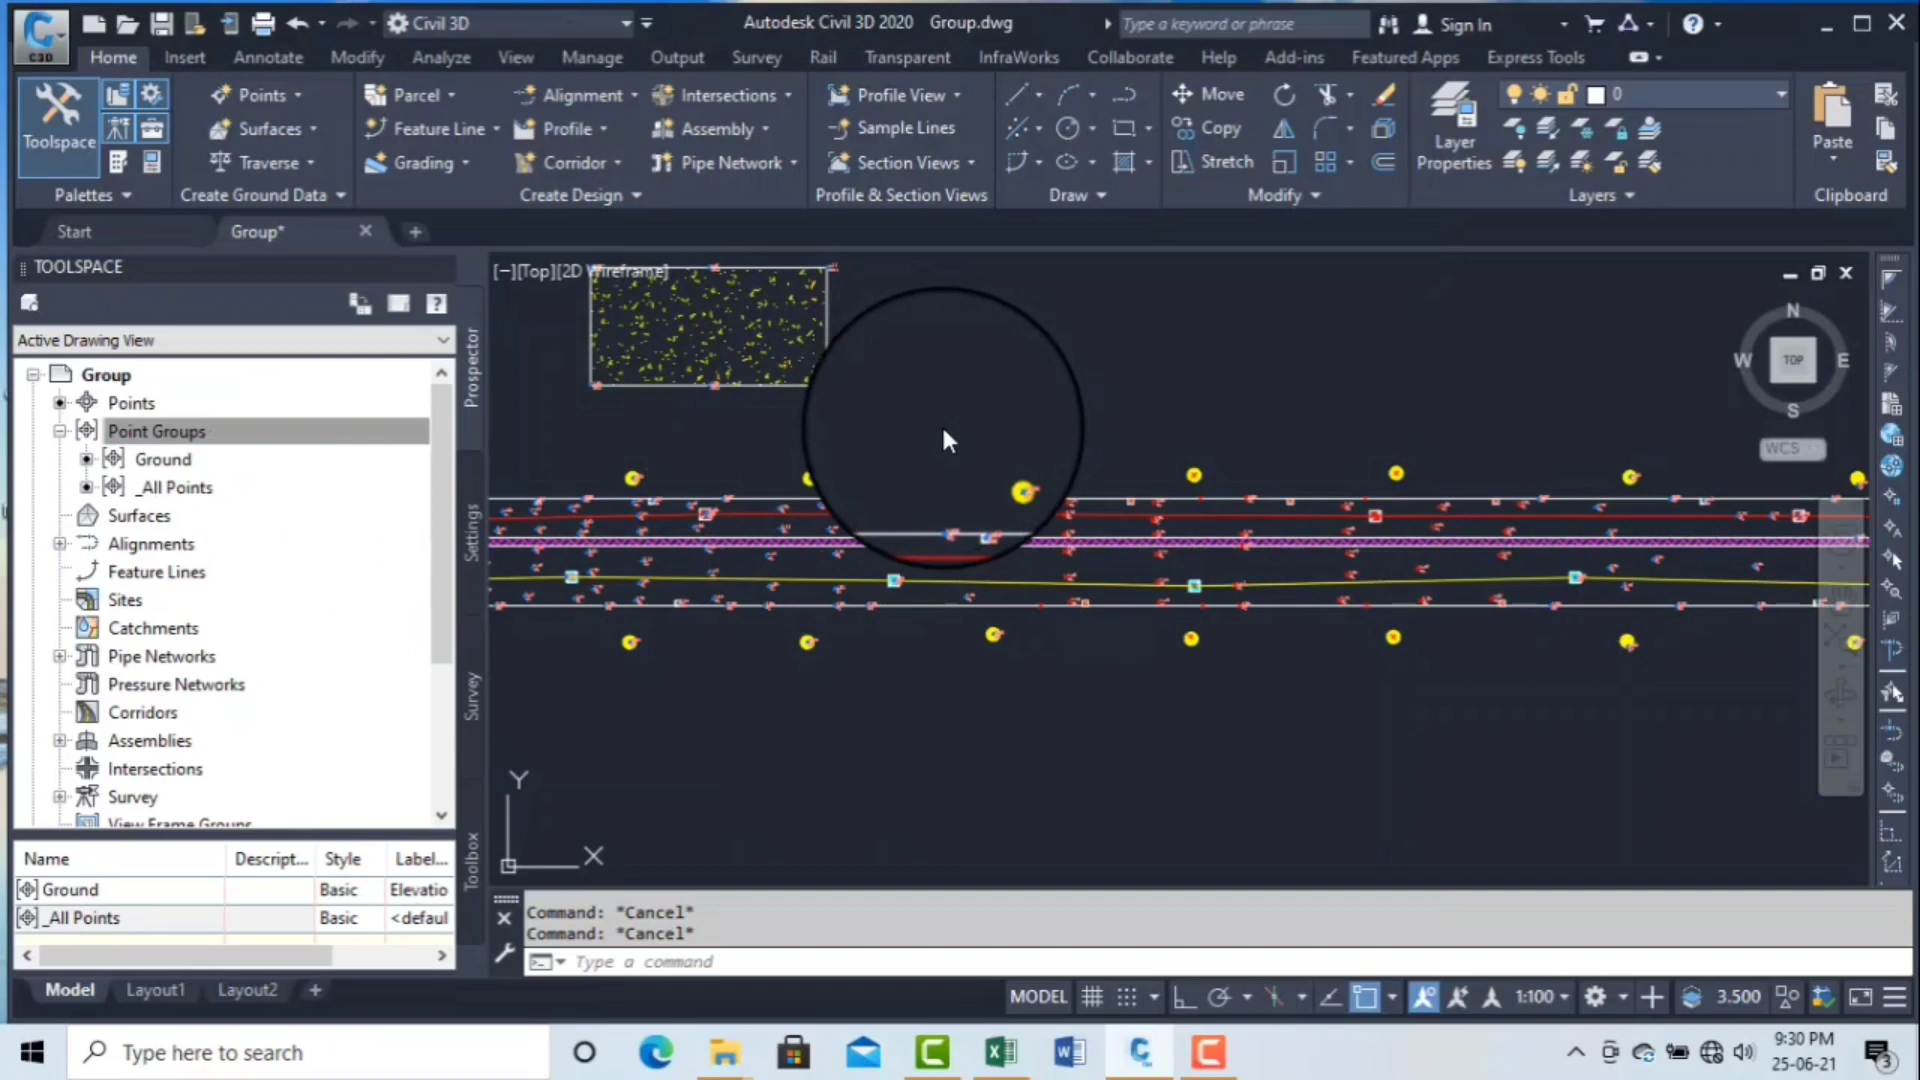 Civil 3D
Autodesk Civil 3D 2020 Group.dwg
Type a keyword or phrase
Sign In
C3D
Home Insert Annotate Modify Analyze View Manage Output Survey Rail Transparent InfraWorks Collaborate Help Add-ins Featured Apps Express Tools
Toolspace
Points
Surfaces
Traverse
Parcel
Feature Line
Grading
Alignment
Profile
Corridor
Intersections
Assembly
Pipe Network
Profile View
Sample Lines
Section Views
Move
Copy
Stretch
Layer
Properties
0
Paste
Palettes Create Ground Data Create Design Profile & Section Views Draw Modify Layers Clipboard
Start Group*
TOOLSPACE
Active Drawing View
Group
Points
Point Groups
Ground
_All Points
Surfaces
Alignments
Feature Lines
Sites
Catchments
Pipe Networks
Pressure Networks
Corridors
Assemblies
Intersections
Survey
View Frame Groups
Prospector
Settings
Survey
Toolbox
Name Descript... Style Label...
Ground Basic Elevatio
_All Points Basic <defaul
[−][Top][2D Wireframe]
N
W TOP E
S
WCS
Y
X
Command: *Cancel*
Command: *Cancel*
Type a command
Model Layout1 Layout2 +
MODEL 1:100 3.500
Type here to search
9:30 PM
25-06-21
3